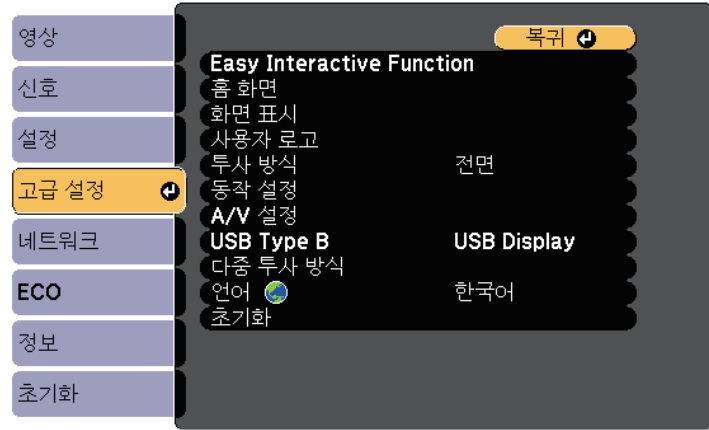 영상
신호
설정
고급 설정
네트워크
ECO
정보
초기화
복귀
Easy Interactive Function
홈 화면
화면 표시
사용자 로고
투사 방식 전면
동작 설정
A/V 설정
USB Type B USB Display
다중 투사 방식
언어 한국어
초기화